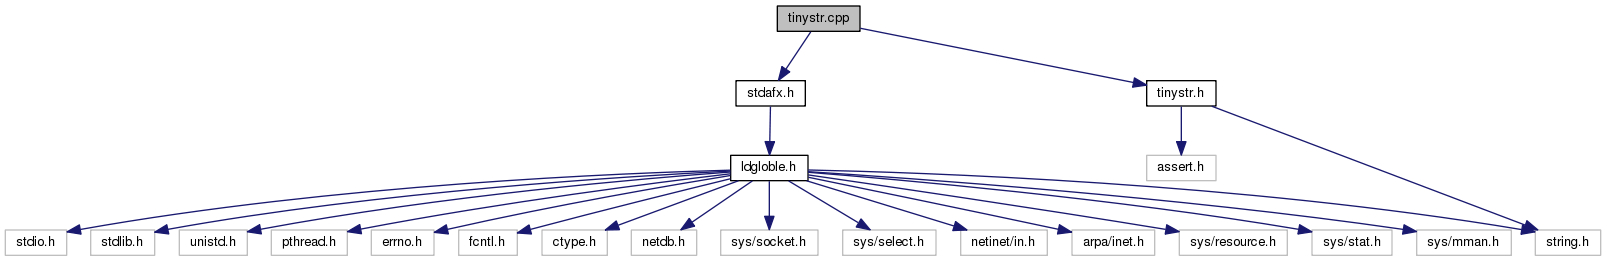 tinystr.cpp
stdafx.h
tinystr.h
ldgloble.h
assert.h
stdio.h
stdlib.h
unistd.h
pthread.h
errno.h
fcntl.h
ctype.h
netdb.h
sys/socket.h
sys/select.h
netinet/in.h
arpa/inet.h
sys/resource.h
sys/stat.h
sys/mman.h
string.h